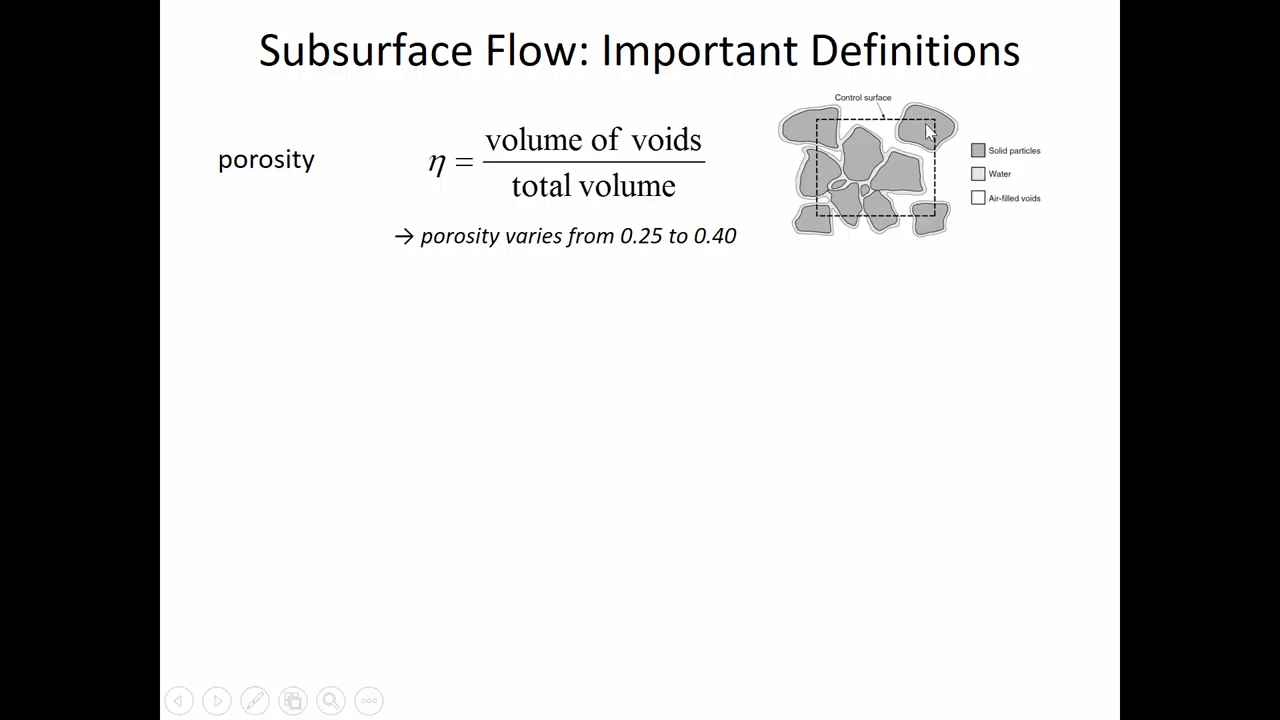 Subsurface Flow: Important Definitions
Control surface
porosity
η = volume of voids / total volume
→ porosity varies from 0.25 to 0.40
Solid particles
Water
Air-filled voids